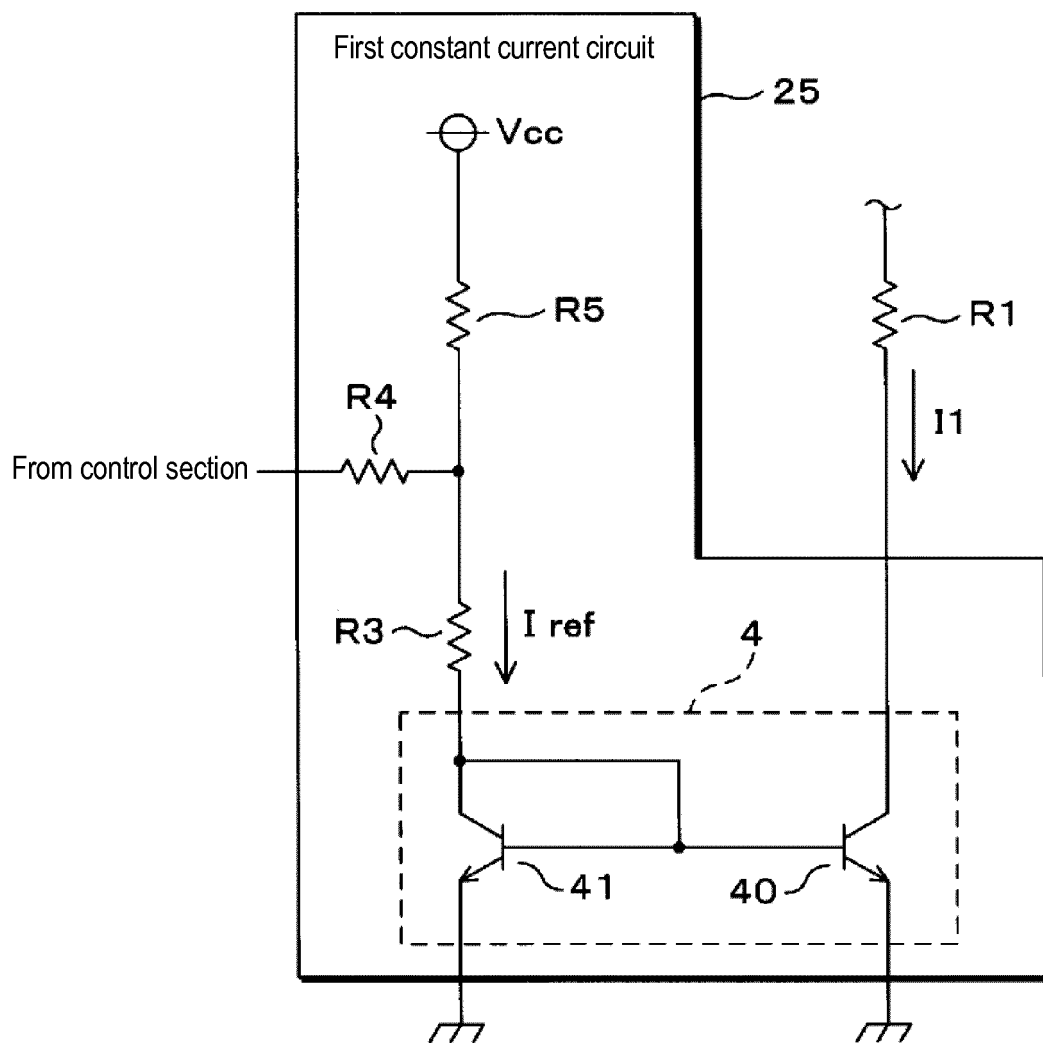 First constant current circuit
25
Vcc
R5
R1
R4
I1
From control section
R3
I ref
4
41
40